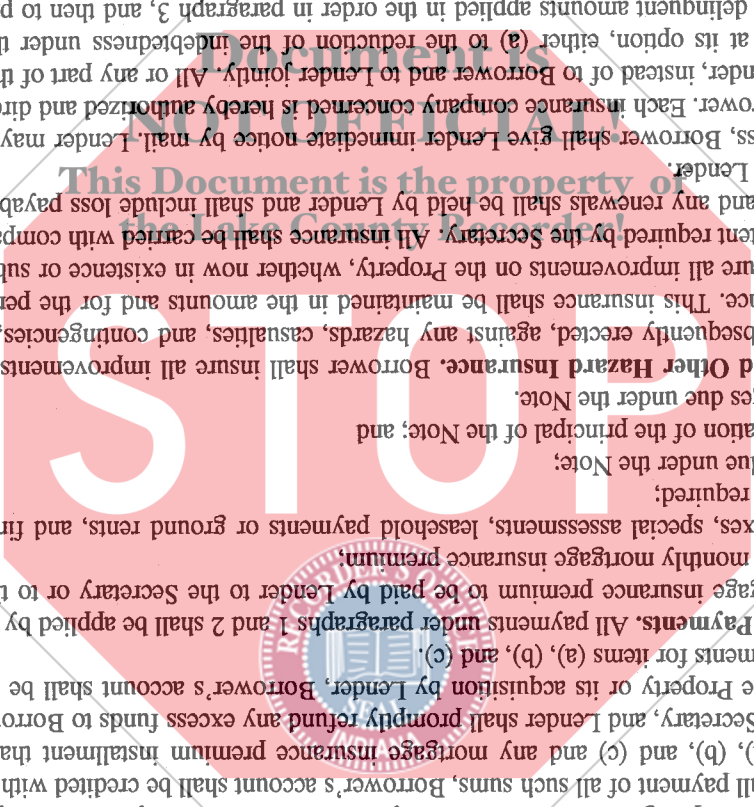 ll payment of all such sums, Borrower's account shall be credited with
), (b), and (c) and any mortgage insurance premium installment tha
Secretary, and Lender shall promptly refund any excess funds to Borro
e Property or its acquisition by Lender, Borrower's account shall be
ments for items (a), (b), and (c).
Payments. All payments under paragraphs 1 and 2 shall be applied by
gage insurance premium to be paid by Lender to the Secretary or to t
monthly mortgage insurance premium;
xes, special assessments, leasehold payments or ground rents, and fir
required;
due under the Note;
ation of the principal of the Note; and
ges due under the Note.
d Other Hazard Insurance. Borrower shall insure all improvements
bsequently erected, against any hazards, casualties, and contingencies,
nce. This insurance shall be maintained in the amounts and for the per
ure all improvements on the Property, whether now in existence or sub
tent required by the Secretary. All insurance shall be carried with compa
and any renewals shall be held by Lender and shall include loss payab
Lender.
ss, Borrower shall give Lender immediate notice by mail. Lender may
ower. Each insurance company concerned is hereby authorized and dir
nder, instead of to Borrower and to Lender jointly. All or any part of th
at its option, either (a) to the reduction of the indebtedness under th
delinquent amounts applied in the order in paragraph 3, and then to p
Document is
NOT OFFICIAL!
This Document is the property of
the Lake County Recorder!
STOP
RECORDER'S OFFICE
SEAL
INDIANA